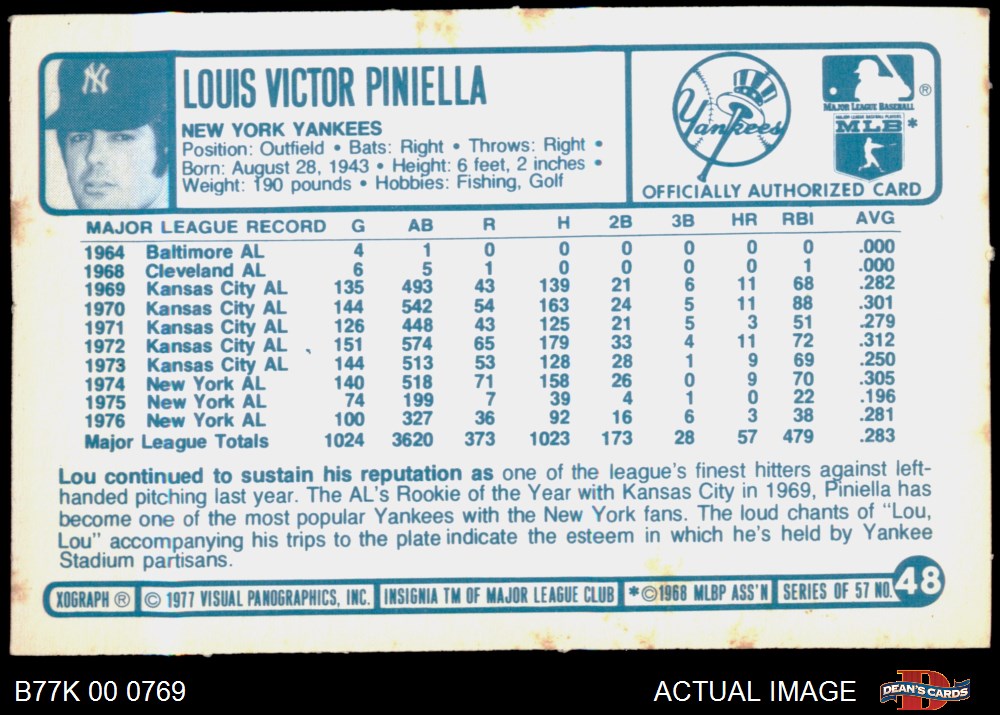 NY
LOUIS VICTOR PINIELLA
NEW YORK YANKEES
Position: Outfield • Bats: Right • Throws: Right •
Born: August 28, 1943 • Height: 6 feet, 2 inches •
Weight: 190 pounds • Hobbies: Fishing, Golf
Yankees
MAJOR LEAGUE BASEBALL ®
MAJOR LEAGUE BASEBALL PLAYERS
MLB *
OFFICIALLY AUTHORIZED CARD
MAJOR LEAGUE RECORD G AB R H 2B 3B HR RBI AVG
1964 Baltimore AL 4 1 0 0 0 0 0 0 .000
1968 Cleveland AL 6 5 1 0 0 0 0 1 .000
1969 Kansas City AL 135 493 43 139 21 6 11 68 .282
1970 Kansas City AL 144 542 54 163 24 5 11 88 .301
1971 Kansas City AL 126 448 43 125 21 5 3 51 .279
1972 Kansas City AL 151 574 65 179 33 4 11 72 .312
1973 Kansas City AL 144 513 53 128 28 1 9 69 .250
1974 New York AL 140 518 71 158 26 0 9 70 .305
1975 New York AL 74 199 7 39 4 1 0 22 .196
1976 New York AL 100 327 36 92 16 6 3 38 .281
Major League Totals 1024 3620 373 1023 173 28 57 479 .283
Lou continued to sustain his reputation as one of the league's finest hitters against left-
handed pitching last year. The AL's Rookie of the Year with Kansas City in 1969, Piniella has
become one of the most popular Yankees with the New York fans. The loud chants of "Lou,
Lou" accompanying his trips to the plate indicate the esteem in which he's held by Yankee
Stadium partisans.
XOGRAPH ® © 1977 VISUAL PANOGRAPHICS, INC. INSIGNIA TM OF MAJOR LEAGUE CLUB *©1968 MLBP ASS'N SERIES OF 57 NO. 48
B77K 00 0769
ACTUAL IMAGE
D
DEAN'S CARDS